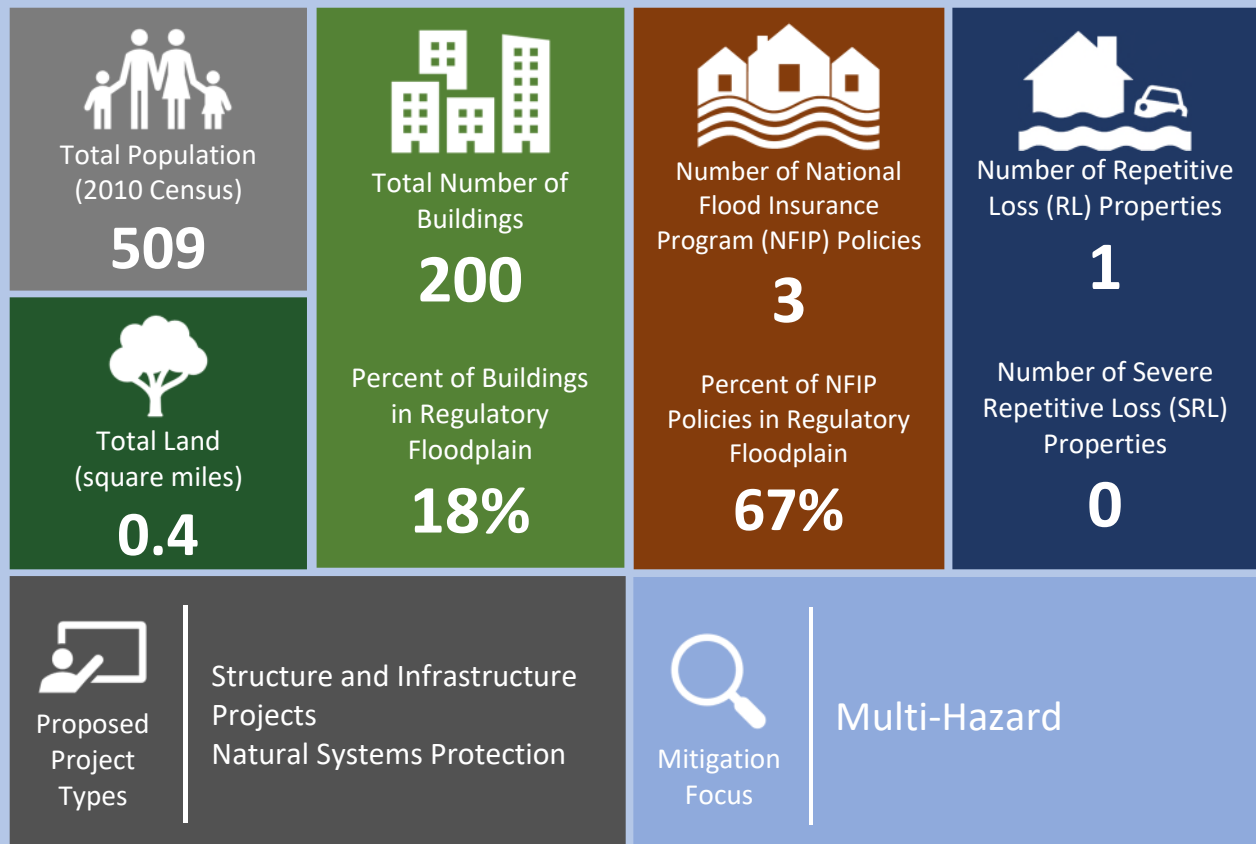 Total Population
(2010 Census)
509
Total Land
(square miles)
0.4
Total Number of
Buildings
200
Percent of Buildings
in Regulatory
Floodplain
18%
Number of National
Flood Insurance
Program (NFIP) Policies
3
Percent of NFIP
Policies in Regulatory
Floodplain
67%
Number of Repetitive
Loss (RL) Properties
1
Number of Severe
Repetitive Loss (SRL)
Properties
0
Proposed
Project
Types
Structure and Infrastructure
Projects
Natural Systems Protection
Mitigation
Focus
Multi-Hazard